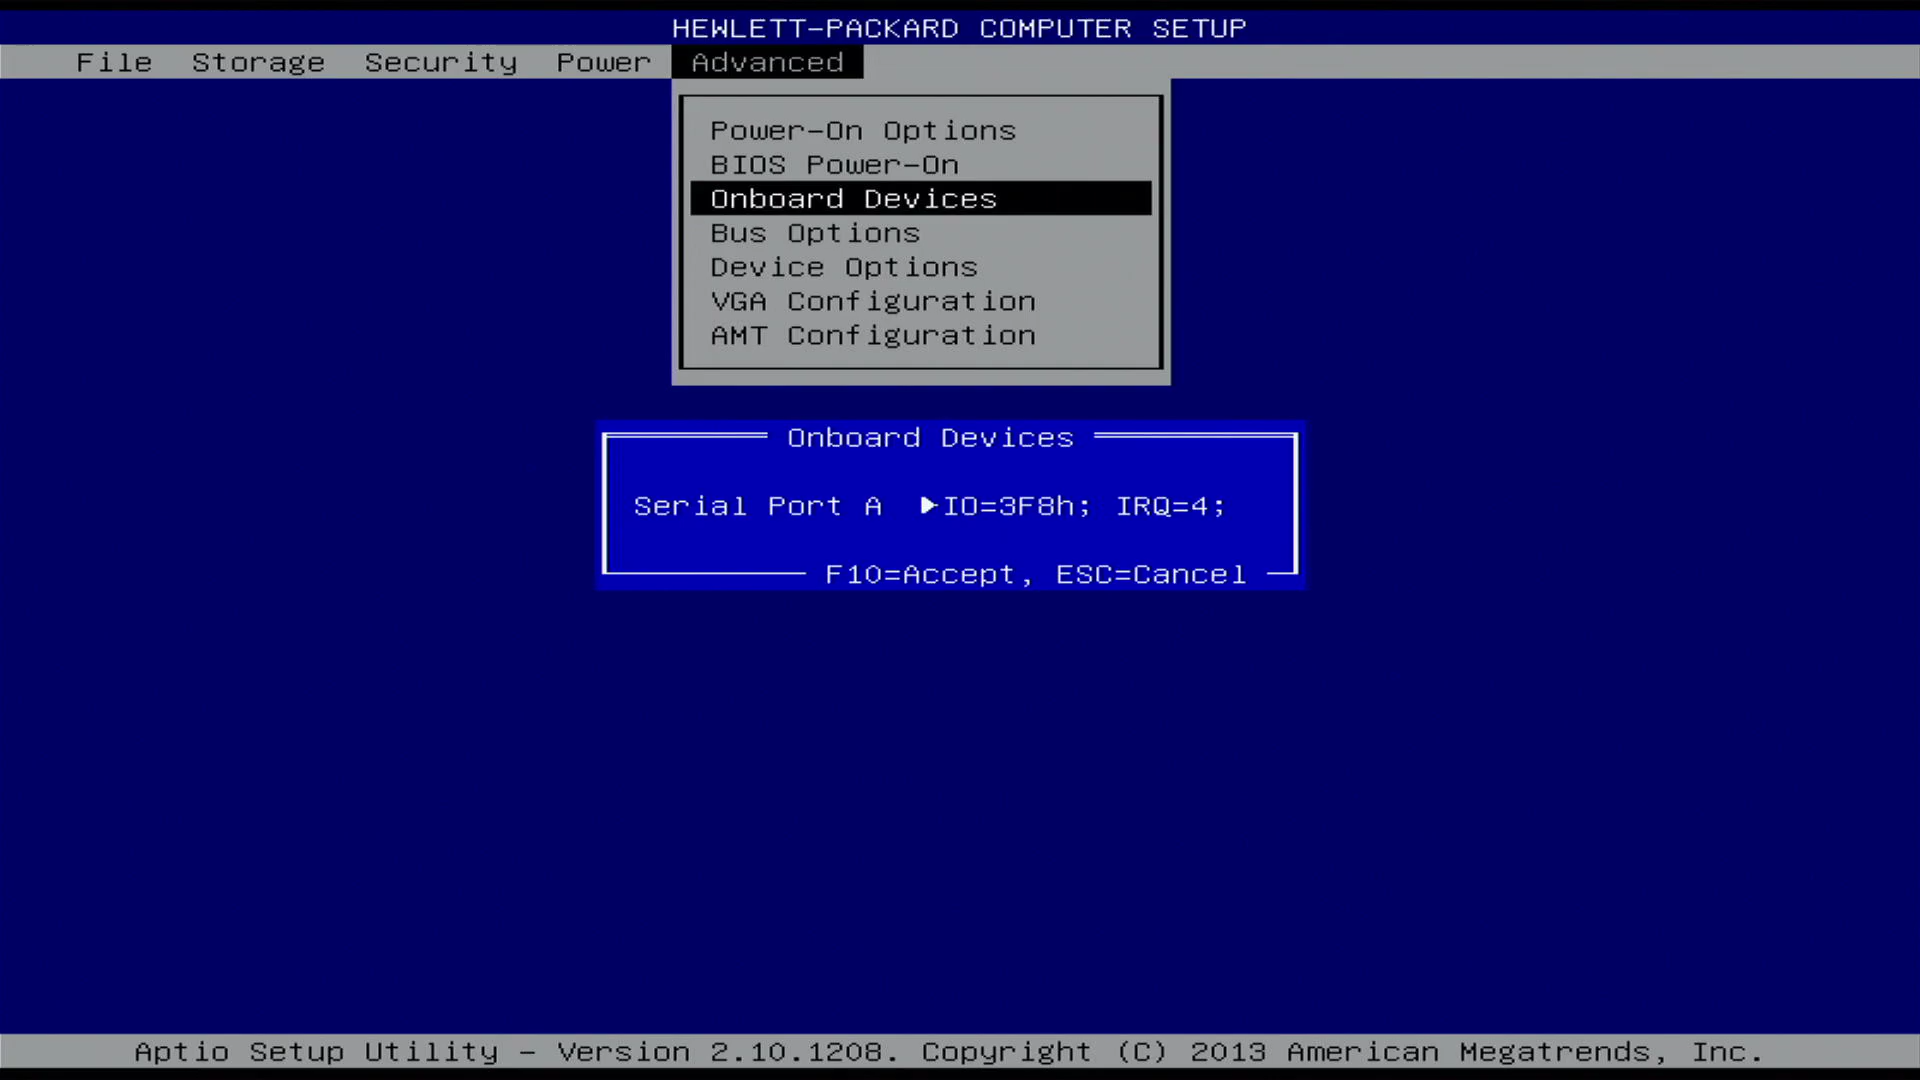 HEWLETT-PACKARD COMPUTER SETUP
File Storage Security Power Advanced
Power-On Options
BIOS Power-On
Onboard Devices
Bus Options
Device Options
VGA Configuration
AMT Configuration
Onboard Devices
Serial Port A ▶IO=3F8h; IRQ=4;
F10=Accept, ESC=Cancel
Aptio Setup Utility - Version 2.10.1208. Copyright (C) 2013 American Megatrends, Inc.